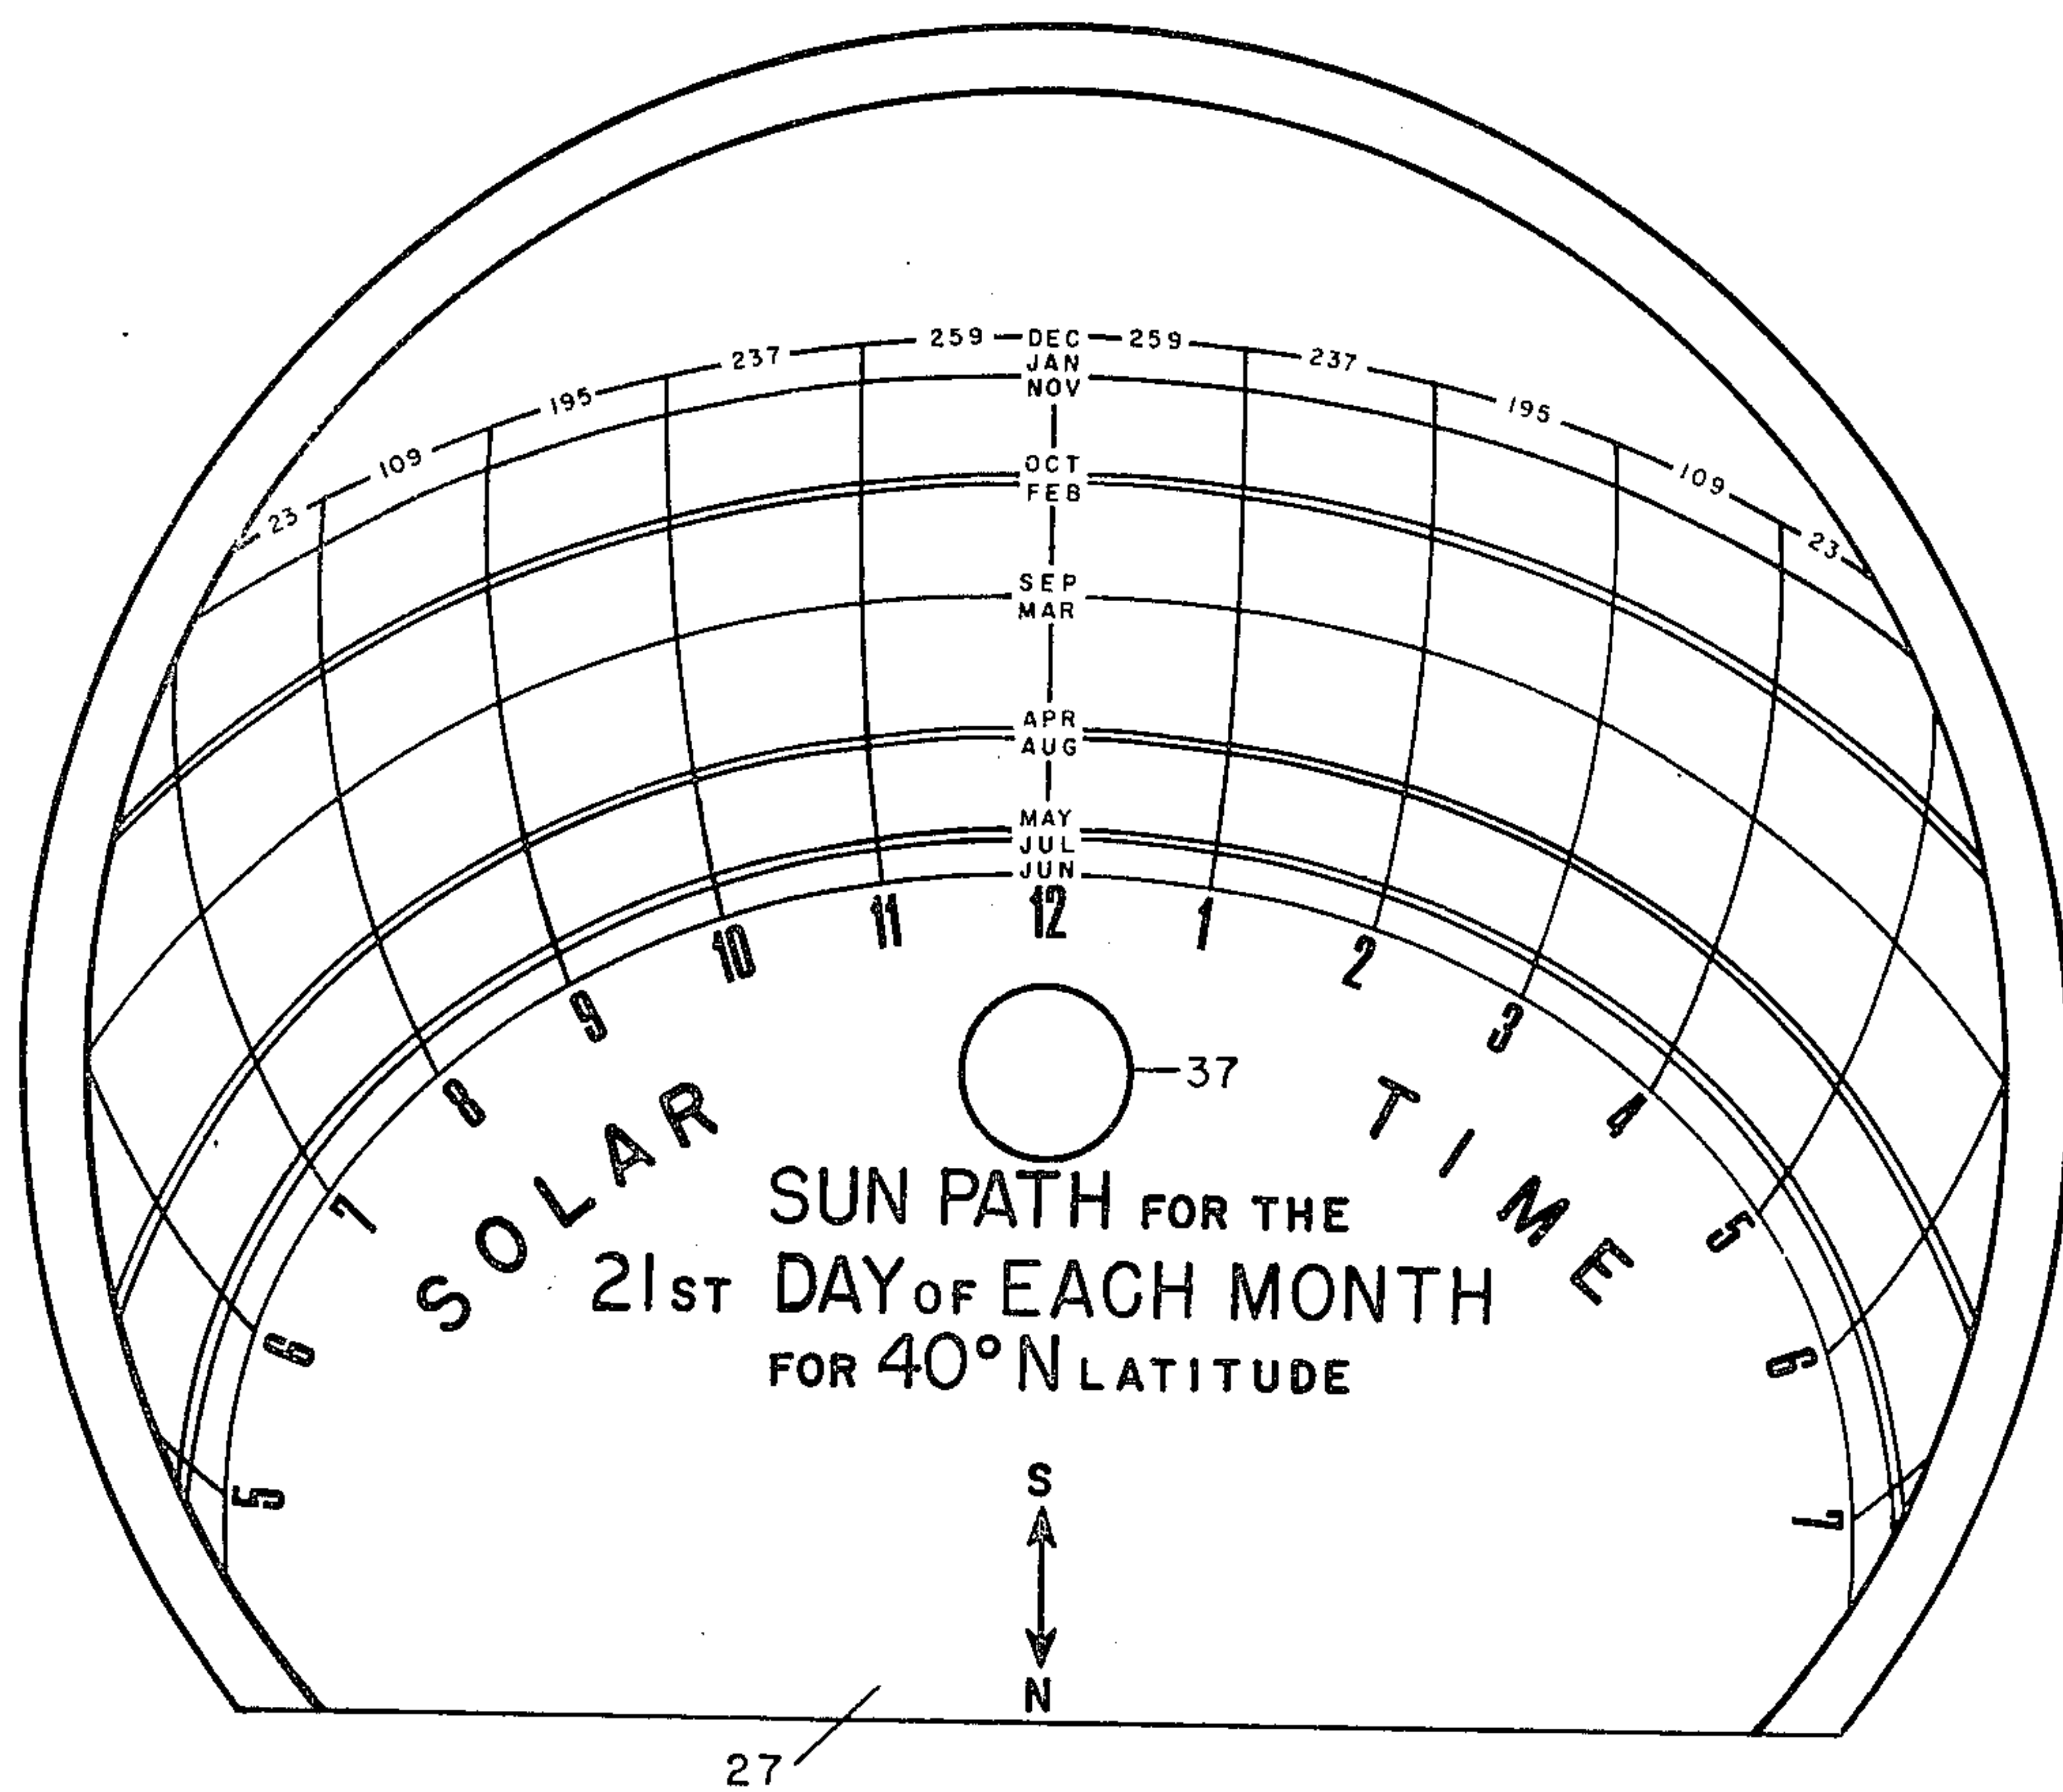 259 DEC 259
237 JAN 237
195 NOV 195
109 OCT 109
23 FEB 23
SEP
MAR
APR
AUG
MAY
JUL
JUN
5 6 7 8 9 10 11 12 1 2 3 4 5 6 7
37
SOLAR TIME
SUN PATH FOR THE
21ST DAY OF EACH MONTH
FOR 40° N LATITUDE
S
N
27